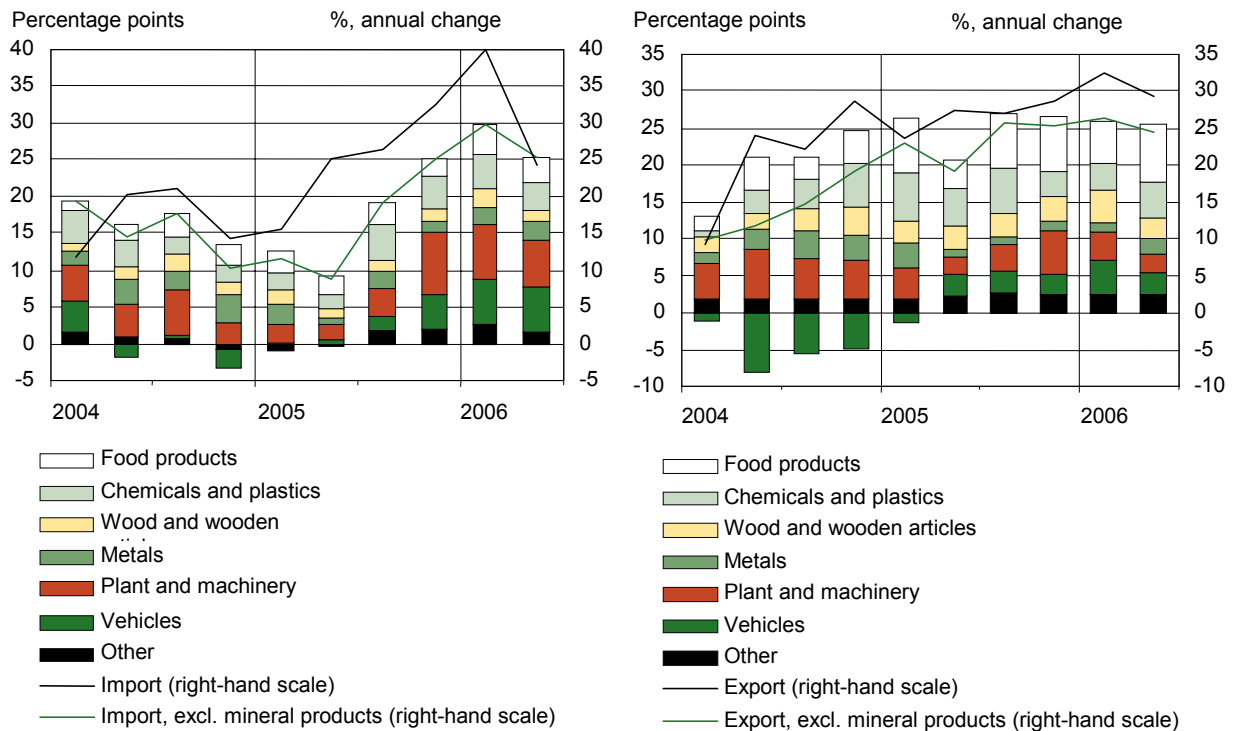 Percentage points %, annual change
40 40
35 35
30 30
25 25
20 20
15 15
10 10
5 5
0 0
-5 -5
2004 2005 2006
Food products
Chemicals and plastics
Wood and wooden
Metals
Plant and machinery
Vehicles
Other
Import (right-hand scale)
Import, excl. mineral products (right-hand scale)
Percentage points %, annual change
35 35
30 30
25 25
20 20
15 15
10 10
5 5
0 0
-5 -5
-10 -10
2004 2005 2006
Food products
Chemicals and plastics
Wood and wooden articles
Metals
Plant and machinery
Vehicles
Other
Export (right-hand scale)
Export, excl. mineral products (right-hand scale)